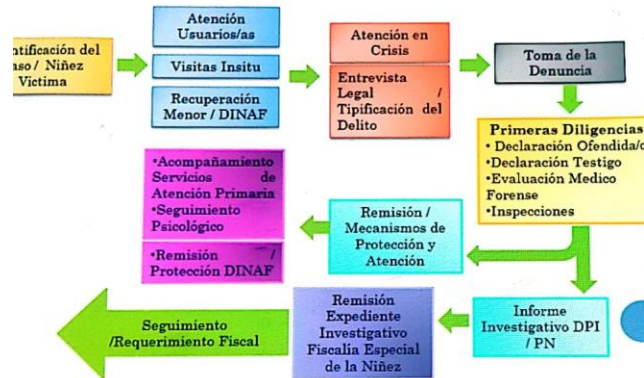 ntificación del
aso / Niñez
Victima
Atención
Usuarios/as
Visitas Insitu
Recuperación
Menor / DINAF
Atención en
Crisis
Entrevista
Legal /
Tipificación del
Delito
Toma de la
Denuncia
Primeras Diligencias
• Declaración Ofendida/o
•Declaración Testigo
•Evaluación Medico
Forense
•Inspecciones
•Acompañamiento
Servicios de
Atención Primaria
•Seguimiento
Psicológico
•Remisión /
Protección DINAF
Remisión /
Mecanismos de
Protección y
Atención
Informe
Investigativo DPI
/ PN
Remisión
Expediente
Investigativo
Fiscalía Especial
de la Niñez
Seguimiento
/Requerimiento Fiscal